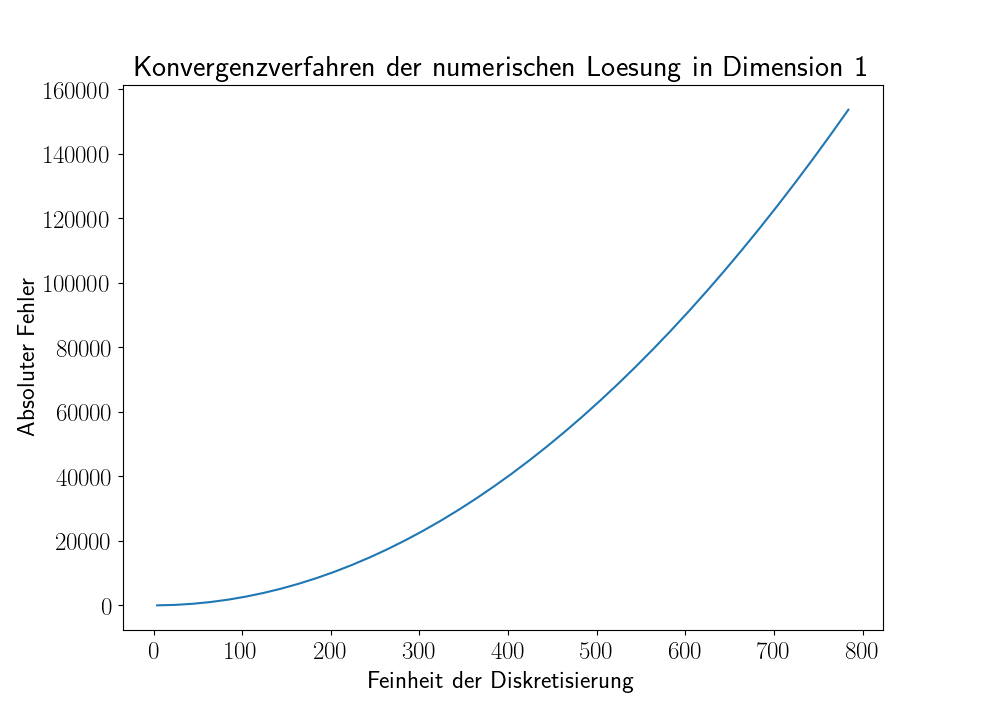 Konvergenzverfahren der numerischen Loesung in Dimension 1
160000
140000
120000
100000
80000
60000
40000
20000
0
Absoluter Fehler
0 100 200 300 400 500 600 700 800
Feinheit der Diskretisierung